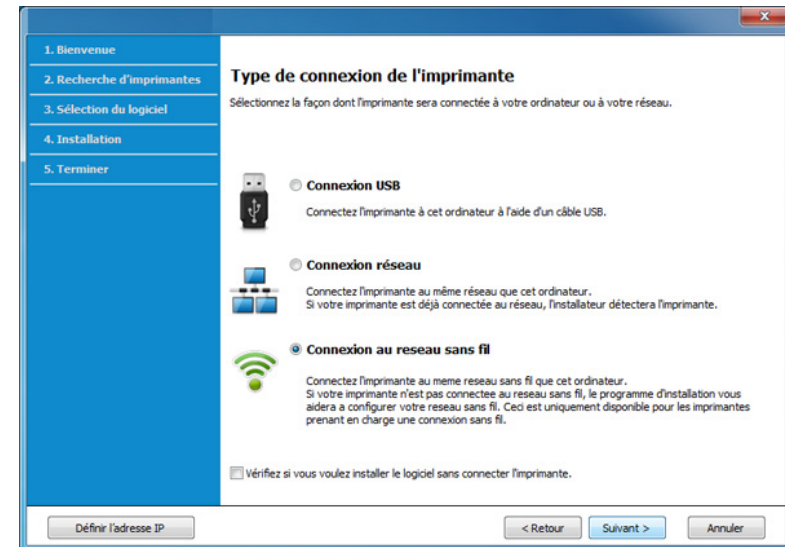 x
1. Bienvenue
2. Recherche d'imprimantes
3. Sélection du logiciel
4. Installation
5. Terminer
Type de connexion de l'imprimante
Sélectionnez la façon dont l'imprimante sera connectée à votre ordinateur ou à votre réseau.
Connexion USB
Connectez l'imprimante à cet ordinateur à l'aide d'un câble USB.
Connexion réseau
Connectez l'imprimante au même réseau que cet ordinateur.
Si votre imprimante est déjà connectée au réseau, l'installateur détectera l'imprimante.
Connexion au reseau sans fil
Connectez l'imprimante au meme reseau sans fil que cet ordinateur.
Si votre imprimante n'est pas connectee au reseau sans fil, le programme d'installation vous
aidera a configurer votre reseau sans fil. Ceci est uniquement disponible pour les imprimantes
prenant en charge une connexion sans fil.
Vérifiez si vous voulez installer le logiciel sans connecter l'imprimante.
Définir l'adresse IP
< Retour
Suivant >
Annuler